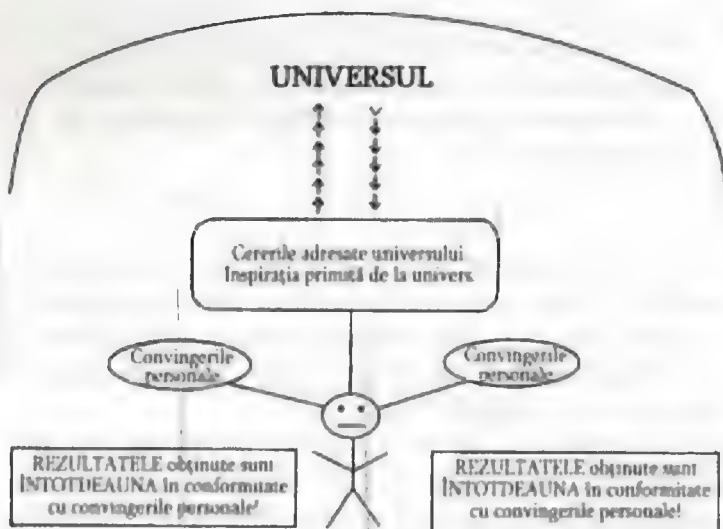 UNIVERSUL
Cererile adresate universului
Inspirația primită de la univers.
Convingerile
personale
Convingerile
personale
REZULTATELE obținute sunt
ÎNTOTDEAUNA în conformitate
cu convingerile personale!
REZULTATELE obținute sunt
ÎNTOTDEAUNA în conformitate
cu convingerile personale!